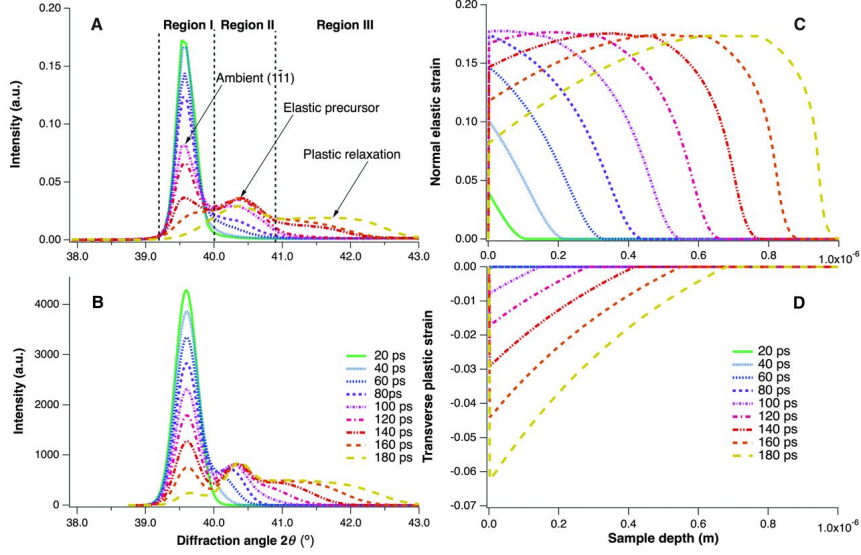 A
Region I
Region II
Region III
0.20
0.15
0.10
0.05
0.00
Intensity (a.u.)
Ambient (111)
Elastic precursor
Plastic relaxation
38.0 39.0 40.0 41.0 42.0 43.0
B
4000
3000
2000
1000
0
Intensity (a.u.)
20 ps
40 ps
60 ps
80ps
100 ps
120 ps
140 ps
160 ps
180 ps
38.0 39.0 40.0 41.0 42.0 43.0
Diffraction angle 2θ (°)
C
0.20
0.15
0.10
0.05
0.00
Normal elastic strain
0.0 0.2 0.4 0.6 0.8 1.0x10⁻⁶
D
0.00
-0.01
-0.02
-0.03
-0.04
-0.05
-0.06
-0.07
Transverse plastic strain
20 ps
40 ps
60 ps
80 ps
100 ps
120 ps
140 ps
160 ps
180 ps
0.0 0.2 0.4 0.6 0.8 1.0x10⁻⁶
Sample depth (m)